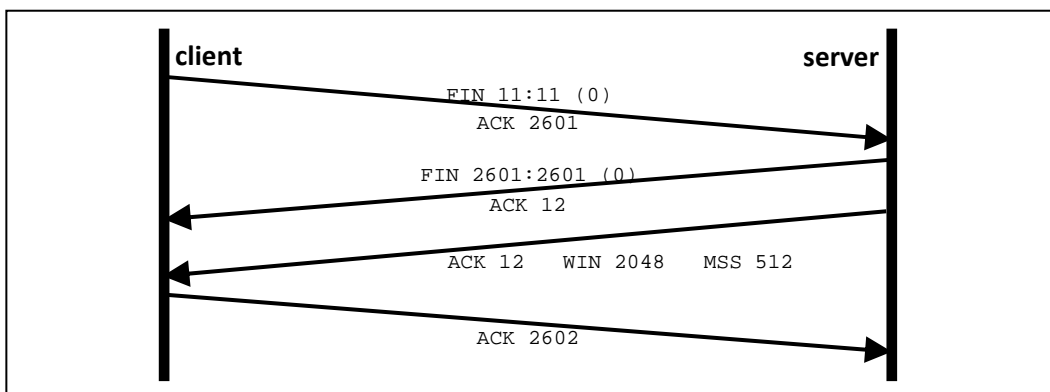 client server
FIN 11:11 (0)
ACK 2601
FIN 2601:2601 (0)
ACK 12
ACK 12 WIN 2048 MSS 512
ACK 2602